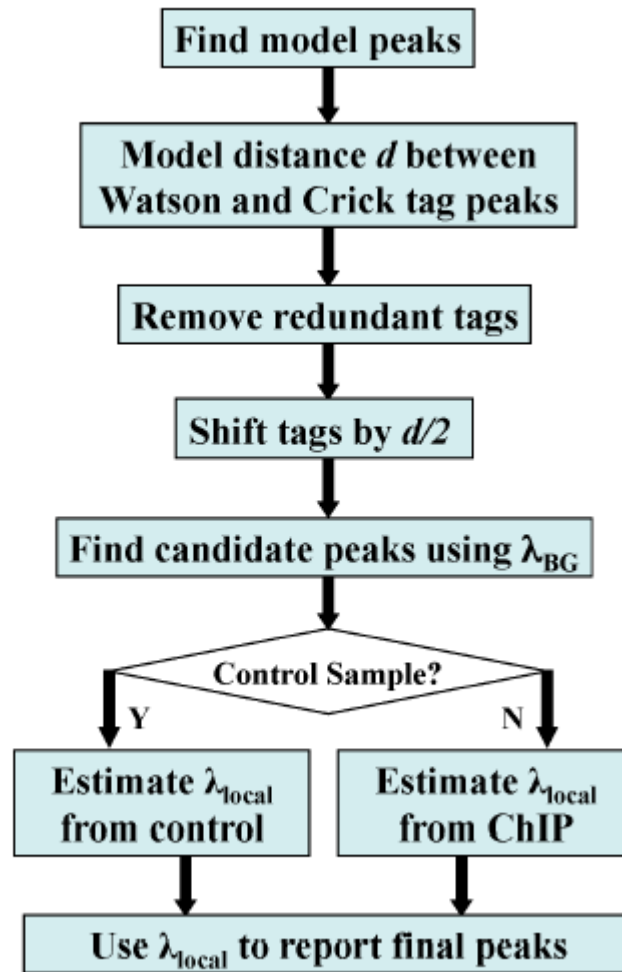 Find model peaks
Model distance d between
Watson and Crick tag peaks
Remove redundant tags
Shift tags by d/2
Find candidate peaks using λBG
Control Sample?
Y
N
Estimate λlocal
from control
Estimate λlocal
from ChIP
Use λlocal to report final peaks